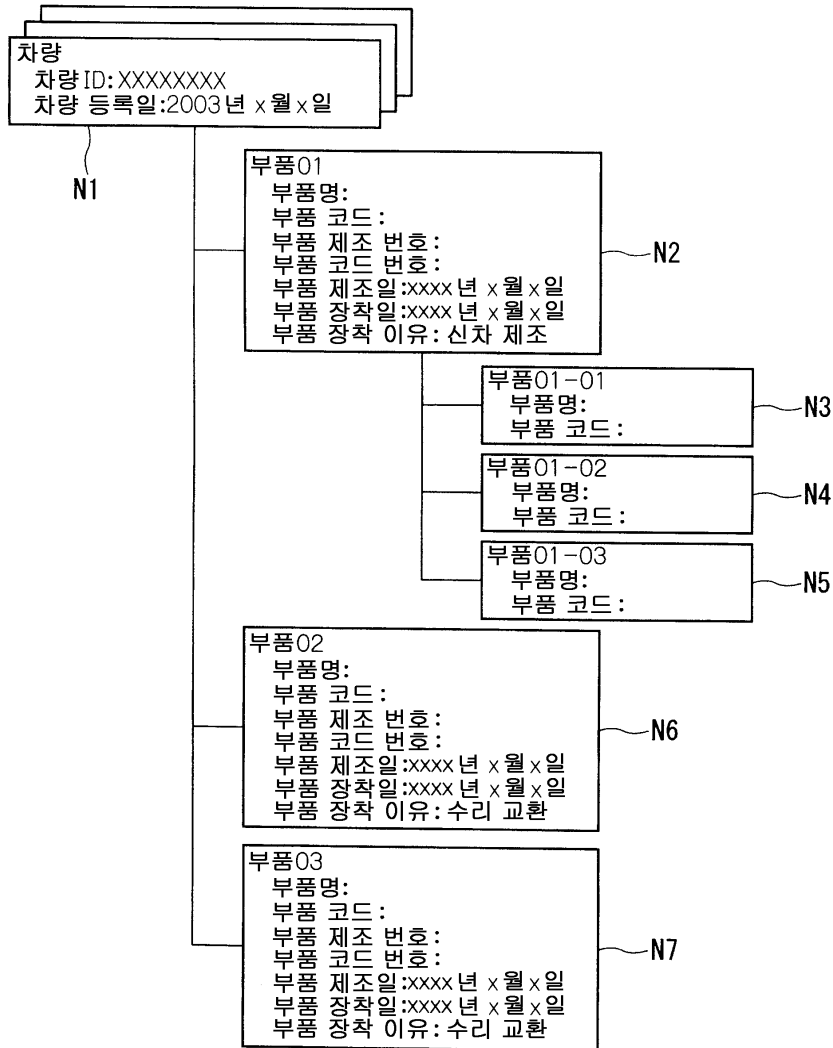 차량
차량 ID:XXXXXXXX
차량 등록일:2003년 x월x일
N1
부품01
부품명:
부품 코드:
부품 제조 번호:
부품 코드 번호:
부품 제조일:xxxx년 x월x일
부품 장착일:xxxx년 x월x일
부품 장착 이유: 신차 제조
N2
부품01-01
부품명:
부품 코드:
N3
부품01-02
부품명:
부품 코드:
N4
부품01-03
부품명:
부품 코드:
N5
부품02
부품명:
부품 코드:
부품 제조 번호:
부품 코드 번호:
부품 제조일:xxxx년 x월x일
부품 장착일:xxxx년 x월x일
부품 장착 이유: 수리 교환
N6
부품03
부품명:
부품 코드:
부품 제조 번호:
부품 코드 번호:
부품 제조일:xxxx년 x월x일
부품 장착일:xxxx년 x월x일
부품 장착 이유: 수리 교환
N7